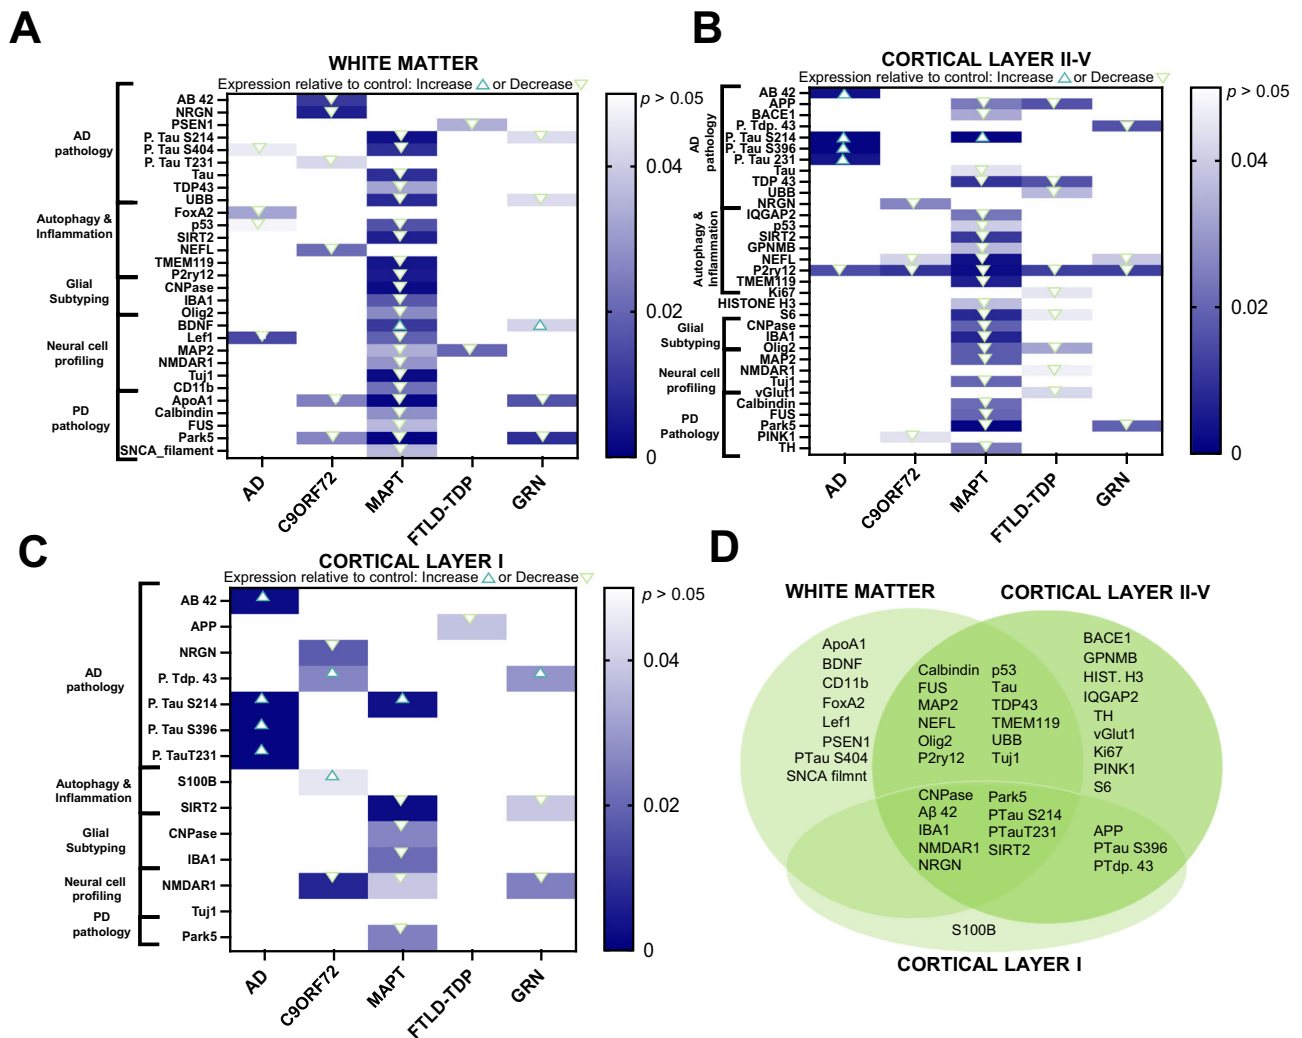 A
WHITE MATTER
Expression relative to control: Increase △ or Decrease ▽
AD
pathology
Autophagy &
Inflammation
Glial
Subtyping
Neural cell
profiling
PD
pathology
AB 42
NRGN
PSEN1
P. Tau S214
P. Tau S404
P. Tau T231
Tau
TDP43
UBB
FoxA2
p53
SIRT2
NEFL
TMEM119
P2ry12
CNPase
IBA1
Olig2
BDNF
Lef1
MAP2
NMDAR1
Tuj1
CD11b
ApoA1
Calbindin
FUS
Park5
SNCA_filament
AD
C9ORF72
MAPT
FTLD-TDP
GRN
p > 0.05
0.04
0.02
0
B
CORTICAL LAYER II-V
Expression relative to control: Increase △ or Decrease ▽
AD
pathology
Autophagy &
Inflammation
Glial
Subtyping
Neural cell
profiling
PD
Pathology
AB 42
APP
BACE1
P. Tdp. 43
P. Tau S214
P. Tau S396
P. Tau 231
Tau
TDP 43
UBB
NRGN
IQGAP2
p53
SIRT2
GPNMB
NEFL
P2ry12
TMEM119
Ki67
HISTONE H3
S6
CNPase
IBA1
Olig2
MAP2
NMDAR1
Tuj1
vGlut1
Calbindin
FUS
Park5
PINK1
TH
AD
C9ORF72
MAPT
FTLD-TDP
GRN
p > 0.05
0.04
0.02
0
C
CORTICAL LAYER I
Expression relative to control: Increase △ or Decrease ▽
AD
pathology
Autophagy &
Inflammation
Glial
Subtyping
Neural cell
profiling
PD
pathology
AB 42
APP
NRGN
P. Tdp. 43
P. Tau S214
P. Tau S396
P. TauT231
S100B
SIRT2
CNPase
IBA1
NMDAR1
Tuj1
Park5
AD
C9ORF72
MAPT
FTLD-TDP
GRN
p > 0.05
0.04
0.02
0
D
WHITE MATTER
CORTICAL LAYER II-V
ApoA1
BDNF
CD11b
FoxA2
Lef1
PSEN1
PTau S404
SNCA filmnt
Calbindin
FUS
MAP2
NEFL
Olig2
P2ry12
p53
Tau
TDP43
TMEM119
UBB
Tuj1
BACE1
GPNMB
HIST. H3
IQGAP2
TH
vGlut1
Ki67
PINK1
S6
CNPase
Aβ 42
IBA1
NMDAR1
NRGN
Park5
PTau S214
PTauT231
SIRT2
APP
PTau S396
PTdp. 43
S100B
CORTICAL LAYER I